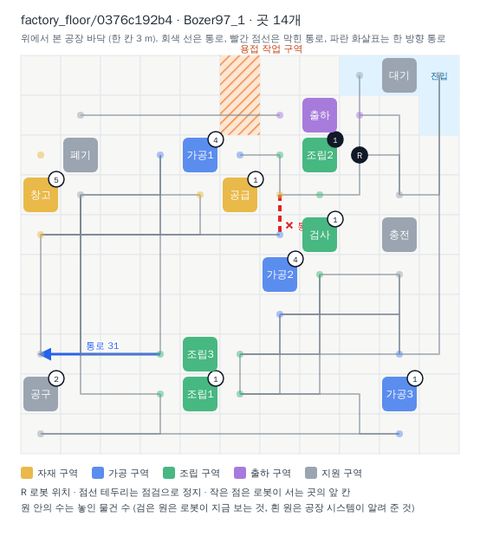 factory_floor/0376c192b4 · Bozer97_1 · 곳 14개
위에서 본 공장 바닥 (한 칸 3 m). 회색 선은 통로, 빨간 점선은 막힌 통로, 파란 화살표는 한 방향 통로
용접 작업 구역
대기
진입
출하
폐기
가공1
4
조립2
1
R
창고
5
공급
1
✖
검사
1
충전
가공2
4
통로 31
조립3
공구
2
조립1
1
가공3
1
자재 구역
가공 구역
조립 구역
출하 구역
지원 구역
R 로봇 위치 · 점선 테두리는 점검으로 정지 · 작은 점은 로봇이 서는 곳의 앞 칸
원 안의 수는 놓인 물건 수 (검은 원은 로봇이 지금 보는 것, 흰 원은 공장 시스템이 알려 준 것)